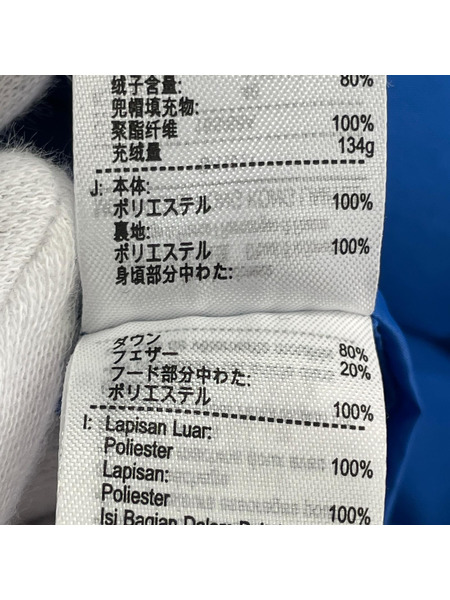 绒子含量: 80%
兜帽填充物:
聚酯纤维 100%
充绒量 134g
J: 本体:
ポリエステル 100%
裏地:
ポリエステル 100%
身頃部分中わた:
ダウン 80%
フェザー 20%
フード部分中わた:
ポリエステル 100%
I: Lapisan Luar:
Poliester 100%
Lapisan:
Poliester 100%
Isi Bagian Dalam